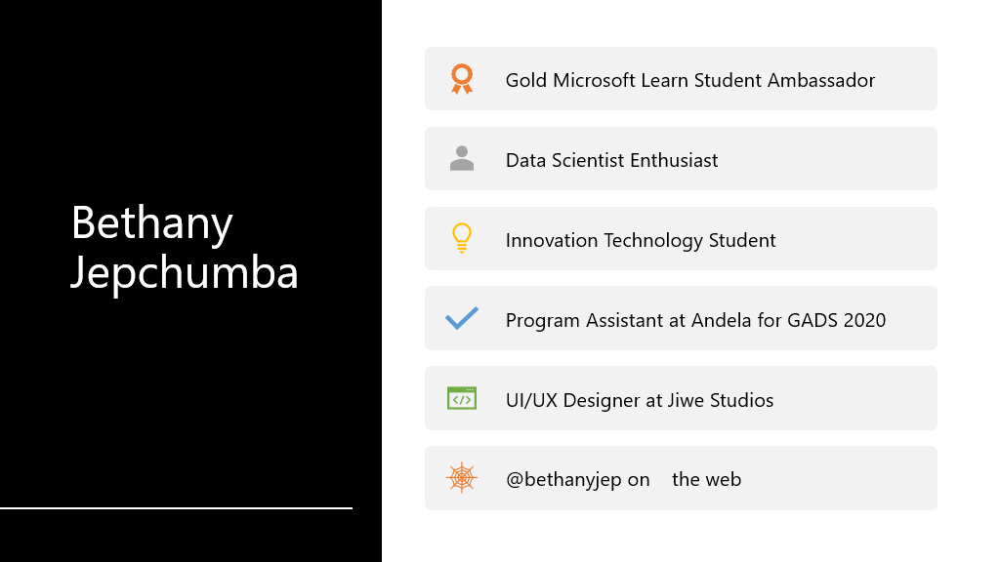 Bethany
Jepchumba
Gold Microsoft Learn Student Ambassador
Data Scientist Enthusiast
Innovation Technology Student
Program Assistant at Andela for GADS 2020
UI/UX Designer at Jiwe Studios
@bethanyjep on the web